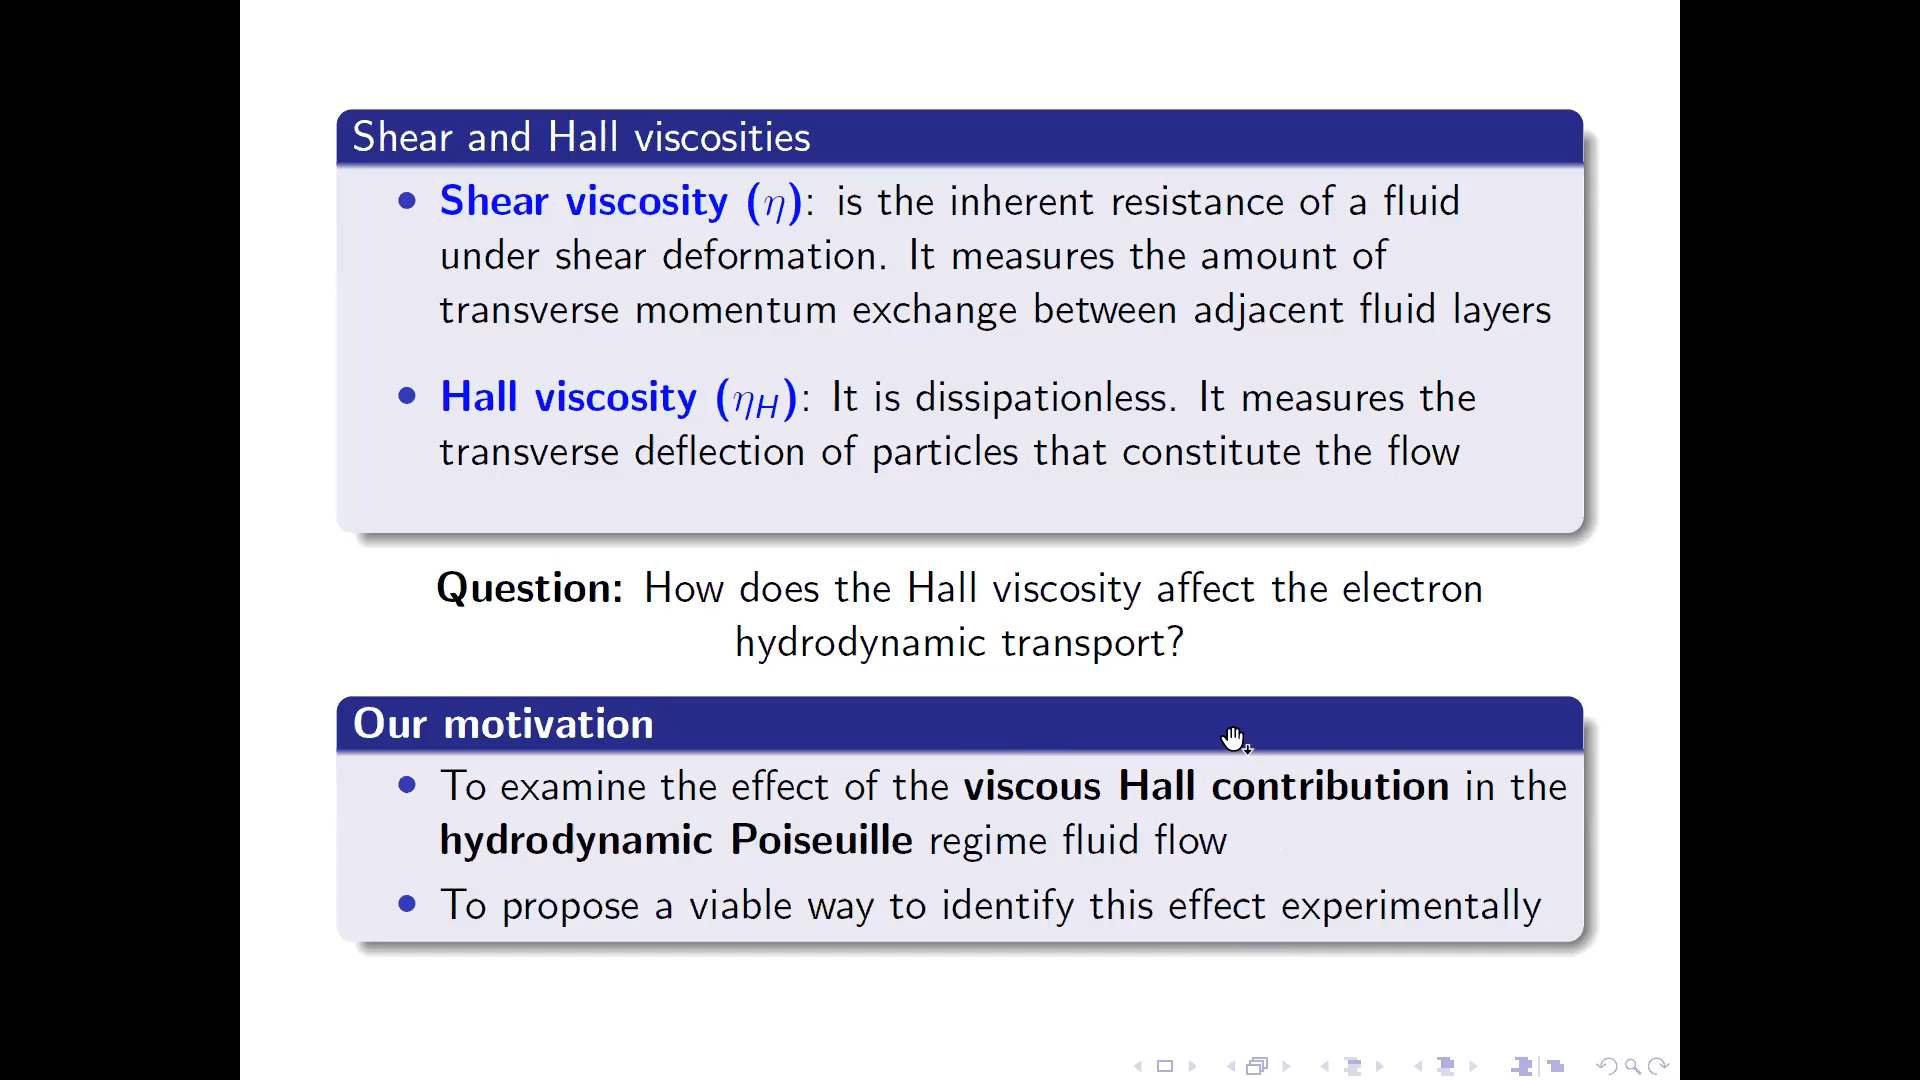 Shear and Hall viscosities
• Shear viscosity (η): is the inherent resistance of a fluid
under shear deformation. It measures the amount of
transverse momentum exchange between adjacent fluid layers
• Hall viscosity (η_H): It is dissipationless. It measures the
transverse deflection of particles that constitute the flow
Question: How does the Hall viscosity affect the electron
hydrodynamic transport?
Our motivation
• To examine the effect of the viscous Hall contribution in the
hydrodynamic Poiseuille regime fluid flow
• To propose a viable way to identify this effect experimentally